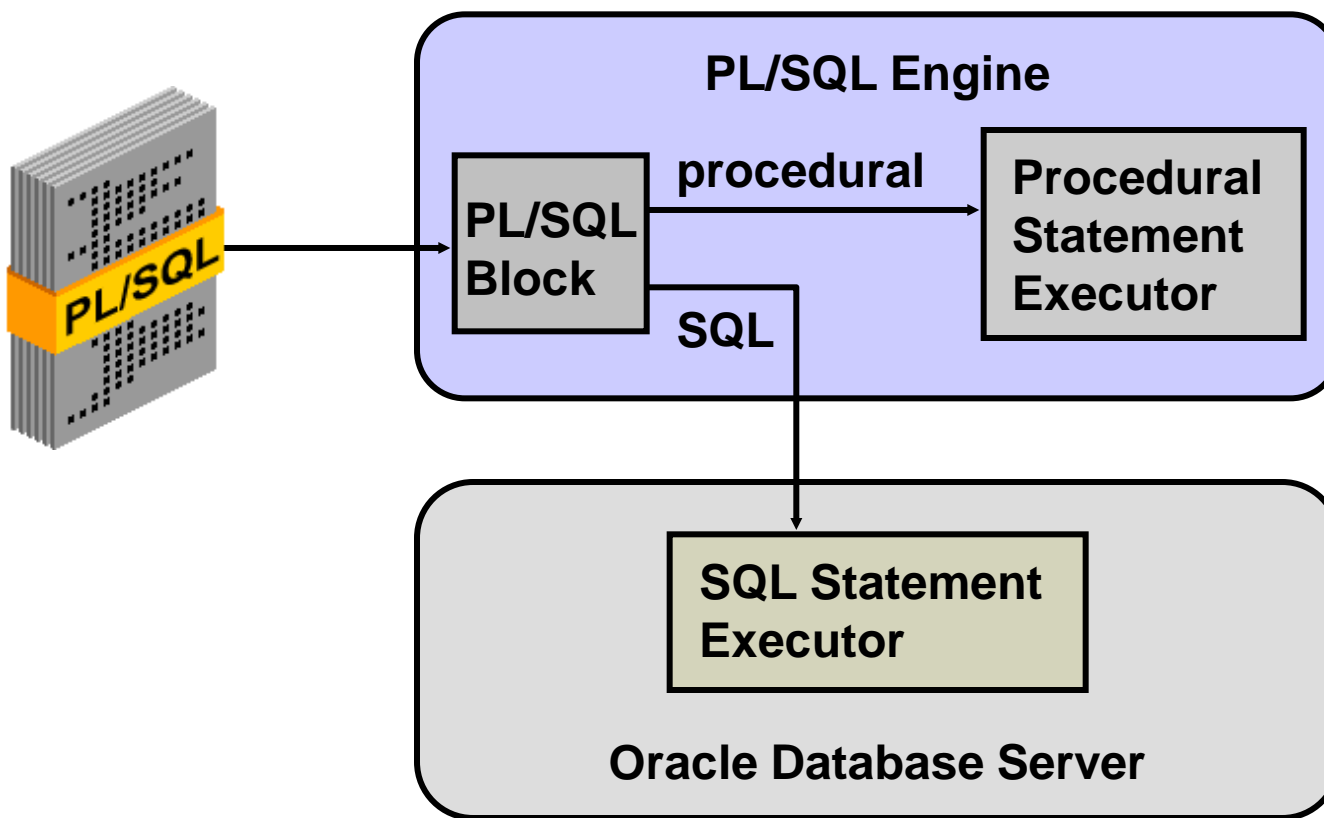 PL/SQL Engine
PL/SQL
procedural
PL/SQL
Block
SQL
Procedural
Statement
Executor
SQL Statement
Executor
Oracle Database Server